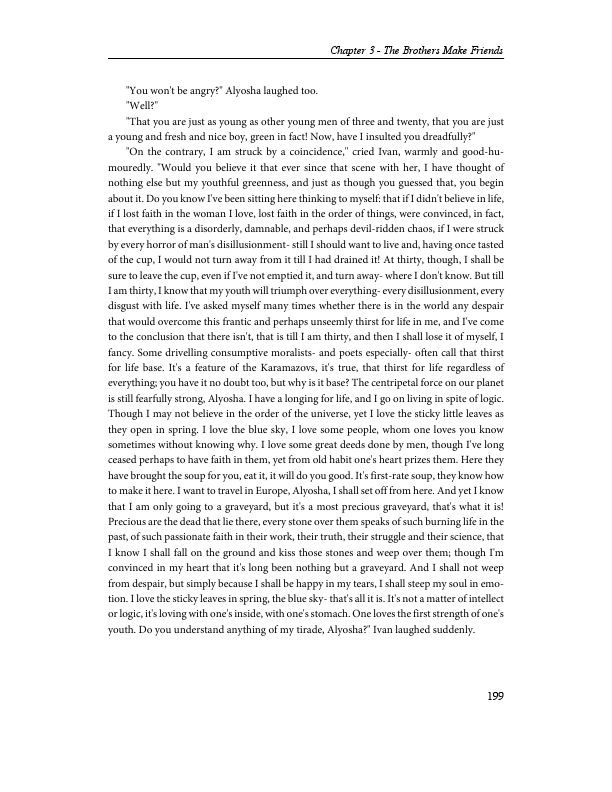 Chapter 3 - The Brothers Make Friends
"You won't be angry?" Alyosha laughed too.
"Well?"
"That you are just as young as other young men of three and twenty, that you are just
a young and fresh and nice boy, green in fact! Now, have I insulted you dreadfully?"
"On the contrary, I am struck by a coincidence," cried Ivan, warmly and good-hu-
mouredly. "Would you believe it that ever since that scene with her, I have thought of
nothing else but my youthful greenness, and just as though you guessed that, you begin
about it. Do you know I've been sitting here thinking to myself: that if I didn't believe in life,
if I lost faith in the woman I love, lost faith in the order of things, were convinced, in fact,
that everything is a disorderly, damnable, and perhaps devil-ridden chaos, if I were struck
by every horror of man's disillusionment- still I should want to live and, having once tasted
of the cup, I would not turn away from it till I had drained it! At thirty, though, I shall be
sure to leave the cup, even if I've not emptied it, and turn away- where I don't know. But till
I am thirty, I know that my youth will triumph over everything- every disillusionment, every
disgust with life. I've asked myself many times whether there is in the world any despair
that would overcome this frantic and perhaps unseemly thirst for life in me, and I've come
to the conclusion that there isn't, that is till I am thirty, and then I shall lose it of myself, I
fancy. Some drivelling consumptive moralists- and poets especially- often call that thirst
for life base. It's a feature of the Karamazovs, it's true, that thirst for life regardless of
everything; you have it no doubt too, but why is it base? The centripetal force on our planet
is still fearfully strong, Alyosha. I have a longing for life, and I go on living in spite of logic.
Though I may not believe in the order of the universe, yet I love the sticky little leaves as
they open in spring. I love the blue sky, I love some people, whom one loves you know
sometimes without knowing why. I love some great deeds done by men, though I've long
ceased perhaps to have faith in them, yet from old habit one's heart prizes them. Here they
have brought the soup for you, eat it, it will do you good. It's first-rate soup, they know how
to make it here. I want to travel in Europe, Alyosha, I shall set off from here. And yet I know
that I am only going to a graveyard, but it's a most precious graveyard, that's what it is!
Precious are the dead that lie there, every stone over them speaks of such burning life in the
past, of such passionate faith in their work, their truth, their struggle and their science, that
I know I shall fall on the ground and kiss those stones and weep over them; though I'm
convinced in my heart that it's long been nothing but a graveyard. And I shall not weep
from despair, but simply because I shall be happy in my tears, I shall steep my soul in emo-
tion. I love the sticky leaves in spring, the blue sky- that's all it is. It's not a matter of intellect
or logic, it's loving with one's inside, with one's stomach. One loves the first strength of one's
youth. Do you understand anything of my tirade, Alyosha?" Ivan laughed suddenly.
199